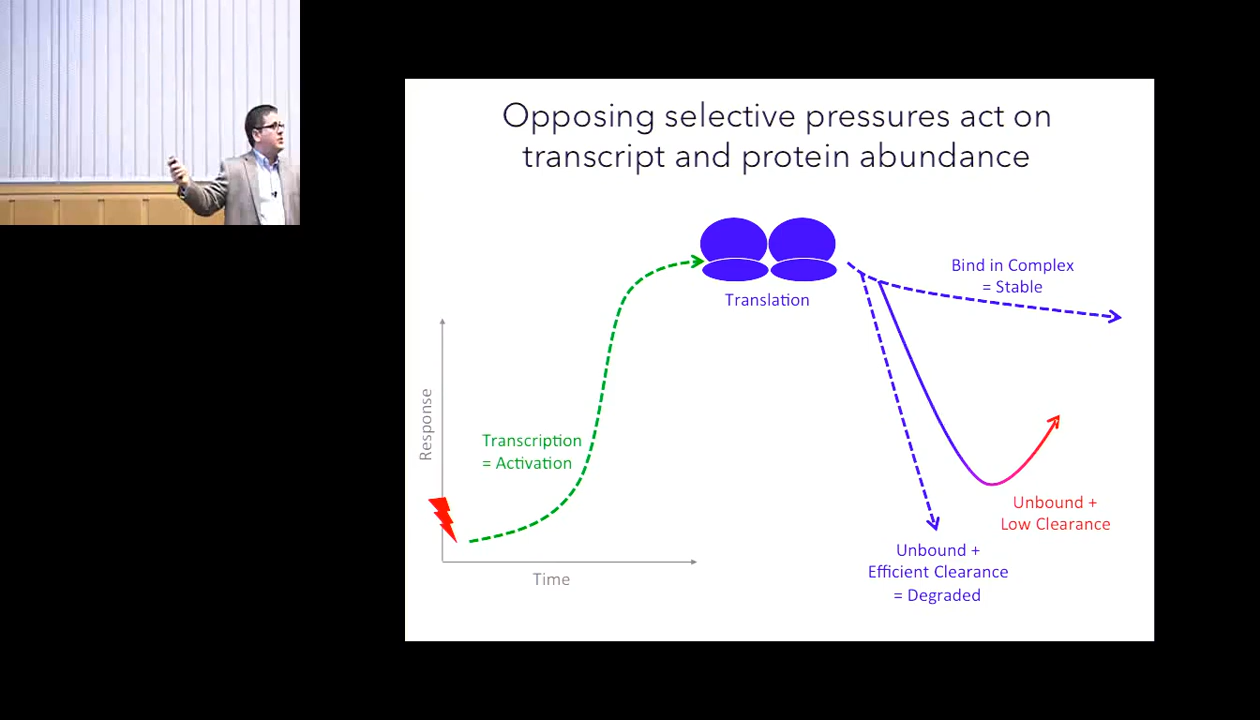 Opposing selective pressures act on
transcript and protein abundance
Bind in Complex
= Stable
Translation
Response
Transcription
= Activation
Unbound +
Low Clearance
Unbound +
Efficient Clearance
= Degraded
Time